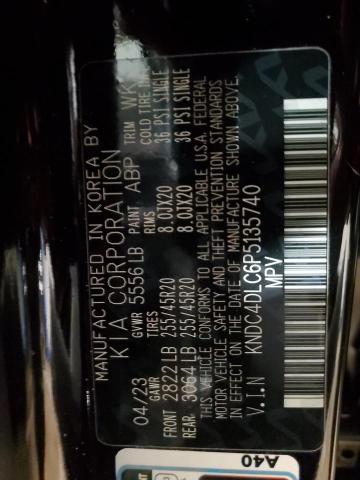 MANUFACTURED IN KOREA BY
KIA CORPORATION
04/23 GVWR 5556 LB PAINT ABP TRIM WK
GAWR TIRES RIMS COLD TIRE
FRONT 2822 LB 255/45R20 8.0JX20 36 PSI SINGLE
REAR: 3064 LB 255/45R20 8.0JX20 36 PSI SINGLE
THIS VEHICLE CONFORMS TO ALL APPLICABLE U.S.A. FEDERAL
MOTOR VEHICLE SAFETY AND THEFT PREVENTION STANDARDS
IN EFFECT ON THE DATE OF MANUFACTURE SHOWN ABOVE.
V.I.N KNDC4DLC6P5135740
MPV
A40